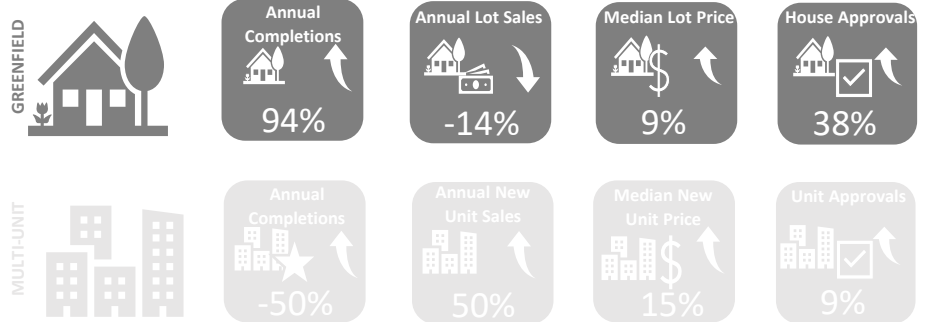 GREENFIELD
Annual
Completions
94%
Annual Lot Sales
-14%
Median Lot Price
$
9%
House Approvals
38%
MULTI-UNIT
Annual
Completions
-50%
Annual New
Unit Sales
50%
Median New
Unit Price
$
15%
Unit Approvals
9%